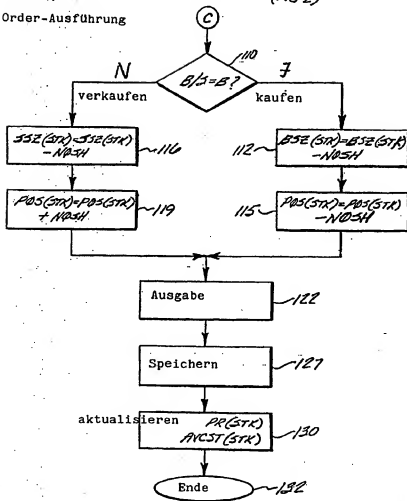 Order-Ausführung
C
110
B/S=B?
N
J
verkaufen
kaufen
SSZ(STK)=SSZ(STK)
-NOSH
116
112
BSZ(STK)=BSZ(STK)
-NOSH
POS(STK)=POS(STK)
+ NOSH
119
115
POS(STK)=POS(STK)
-NOSH
Ausgabe
122
Speichern
127
aktualisieren
PR(STK)
AVCST(STK)
130
Ende
132